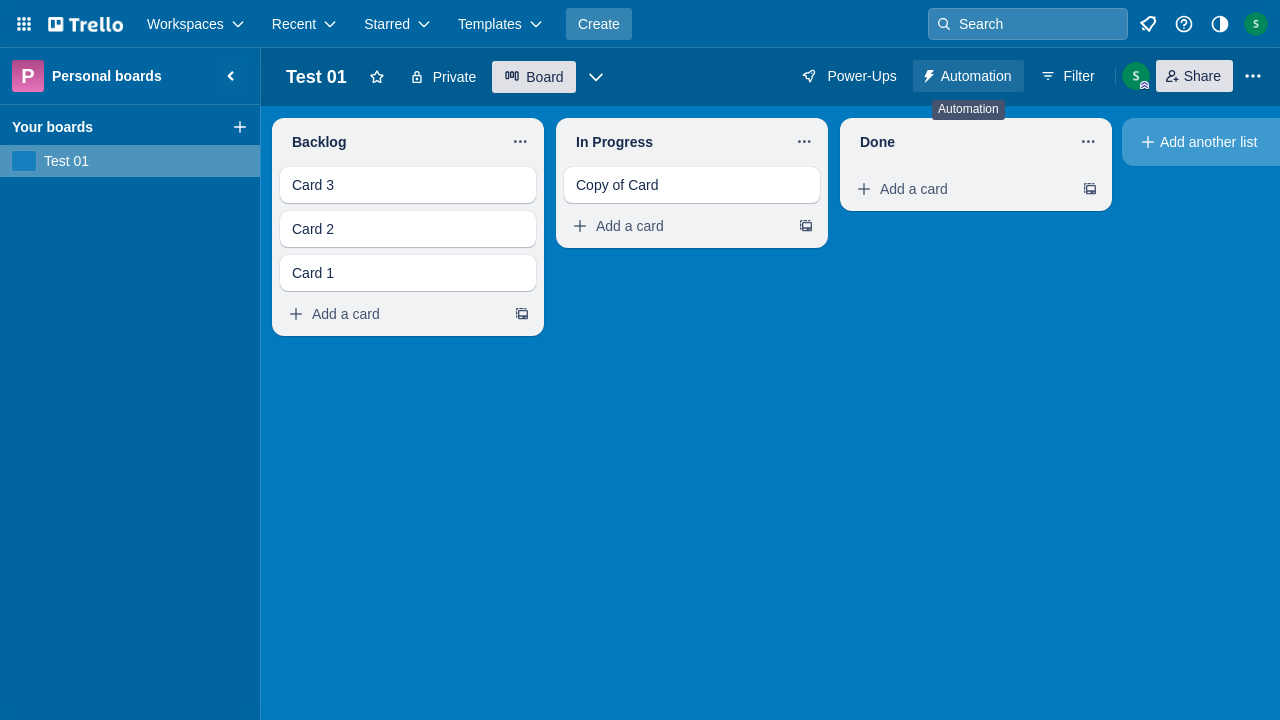 Trello
Workspaces
Recent
Starred
Templates
Create
Search
S
P
Personal boards
Your boards
Test 01
Test 01
Private
Board
Power-Ups
Automation
Filter
S
Share
Automation
Backlog
Card 3
Card 2
Card 1
Add a card
In Progress
Copy of Card
Add a card
Done
Add a card
Add another list